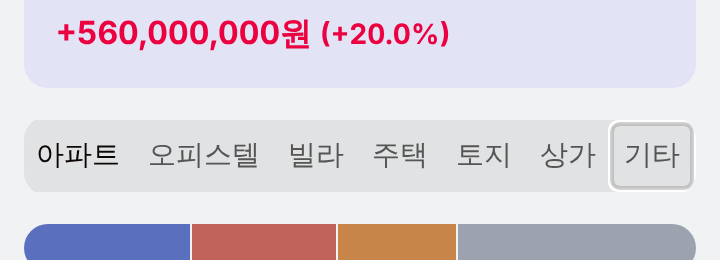 +560,000,000원 (+20.0%)
아파트 오피스텔 빌라 주택 토지 상가 기타